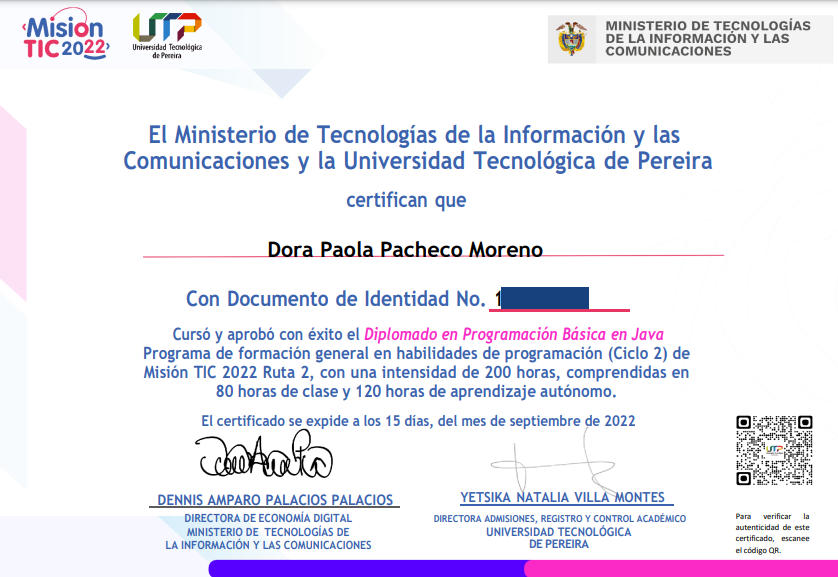 Misión
TIC2022
UTP
Universidad Tecnológica
de Pereira
MINISTERIO DE TECNOLOGÍAS
DE LA INFORMACIÓN Y LAS
COMUNICACIONES
El Ministerio de Tecnologías de la Información y las
Comunicaciones y la Universidad Tecnológica de Pereira
certifican que
Dora Paola Pacheco Moreno
Con Documento de Identidad No. 1
Cursó y aprobó con éxito el Diplomado en Programación Básica en Java
Programa de formación general en habilidades de programación (Ciclo 2) de
Misión TIC 2022 Ruta 2, con una intensidad de 200 horas, comprendidas en
80 horas de clase y 120 horas de aprendizaje autónomo.
El certificado se expide a los 15 días, del mes de septiembre de 2022
DENNIS AMPARO PALACIOS PALACIOS
DIRECTORA DE ECONOMÍA DIGITAL
MINISTERIO DE TECNOLOGÍAS DE
LA INFORMACIÓN Y LAS COMUNICACIONES
YETSIKA NATALIA VILLA MONTES
DIRECTORA ADMISIONES, REGISTRO Y CONTROL ACADÉMICO
UNIVERSIDAD TECNOLÓGICA
DE PEREIRA
UTP
Para verificar la
autenticidad de este
certificado, escanee
el código QR.